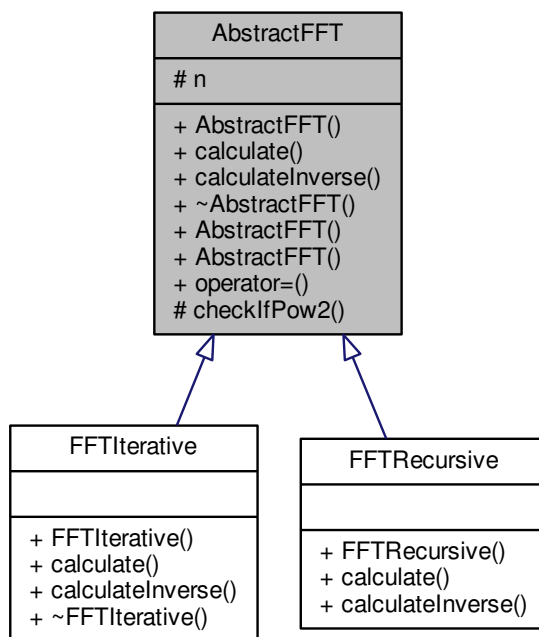 AbstractFFT
# n
+ AbstractFFT()
+ calculate()
+ calculateInverse()
+ ~AbstractFFT()
+ AbstractFFT()
+ AbstractFFT()
+ operator=()
# checkIfPow2()
FFTIterative
+ FFTIterative()
+ calculate()
+ calculateInverse()
+ ~FFTIterative()
FFTRecursive
+ FFTRecursive()
+ calculate()
+ calculateInverse()